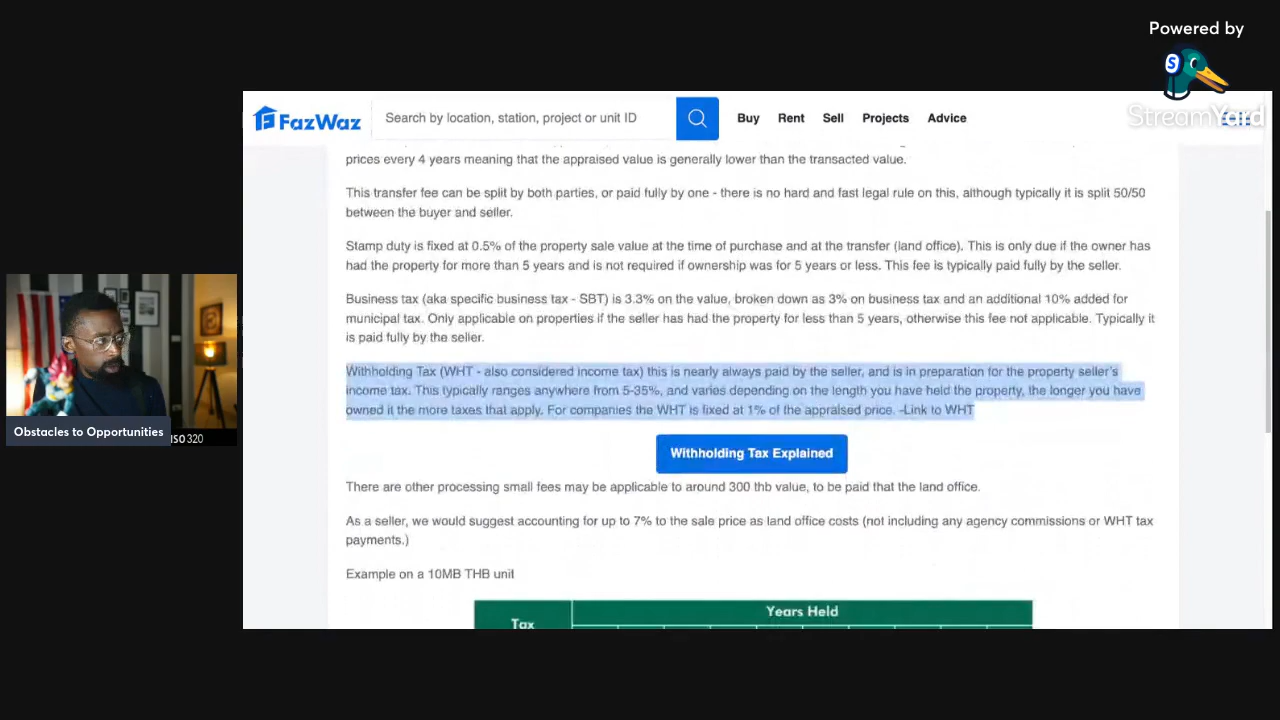 Powered by
S
StreamYard
FazWaz
Search by location, station, project or unit ID
Buy
Rent
Sell
Projects
Advice
prices every 4 years meaning that the appraised value is generally lower than the transacted value.
This transfer fee can be split by both parties, or paid fully by one - there is no hard and fast legal rule on this, although typically it is split 50/50
between the buyer and seller.
Stamp duty is fixed at 0.5% of the property sale value at the time of purchase and at the transfer (land office). This is only due if the owner has
had the property for more than 5 years and is not required if ownership was for 5 years or less. This fee is typically paid fully by the seller.
Business tax (aka specific business tax - SBT) is 3.3% on the value, broken down as 3% on business tax and an additional 10% added for
municipal tax. Only applicable on properties if the seller has had the property for less than 5 years, otherwise this fee not applicable. Typically it
is paid fully by the seller.
Withholding Tax (WHT - also considered income tax) this is nearly always paid by the seller, and is in preparation for the property seller's
income tax. This typically ranges anywhere from 5-35%, and varies depending on the length you have held the property, the longer you have
owned it the more taxes that apply. For companies the WHT is fixed at 1% of the appraised price. -Link to WHT
Withholding Tax Explained
There are other processing small fees may be applicable to around 300 thb value, to be paid that the land office.
As a seller, we would suggest accounting for up to 7% to the sale price as land office costs (not including any agency commissions or WHT tax
payments.)
Example on a 10MB THB unit
Tax
Years Held
Obstacles to Opportunities
ISO 320